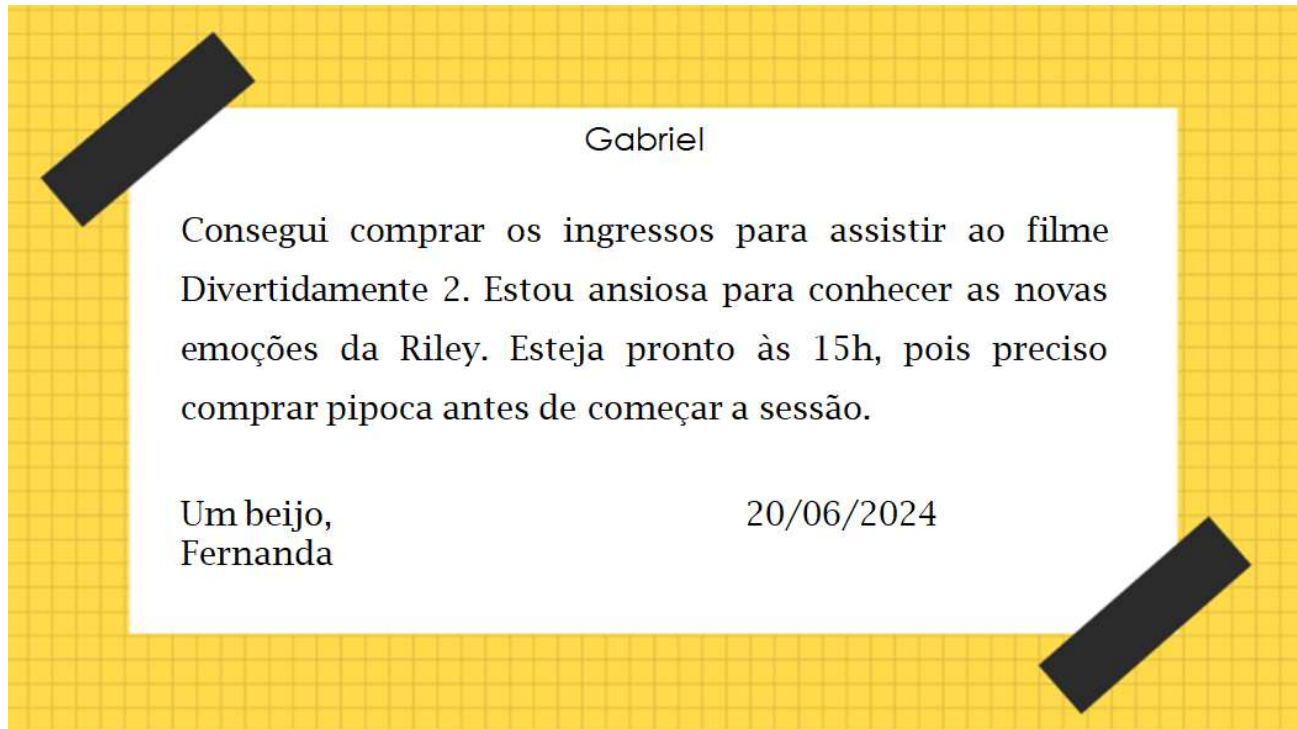 Gabriel
Consegui comprar os ingressos para assistir ao filme
Divertidamente 2. Estou ansiosa para conhecer as novas
emoções da Riley. Esteja pronto às 15h, pois preciso
comprar pipoca antes de começar a sessão.
Um beijo, 20/06/2024
Fernanda